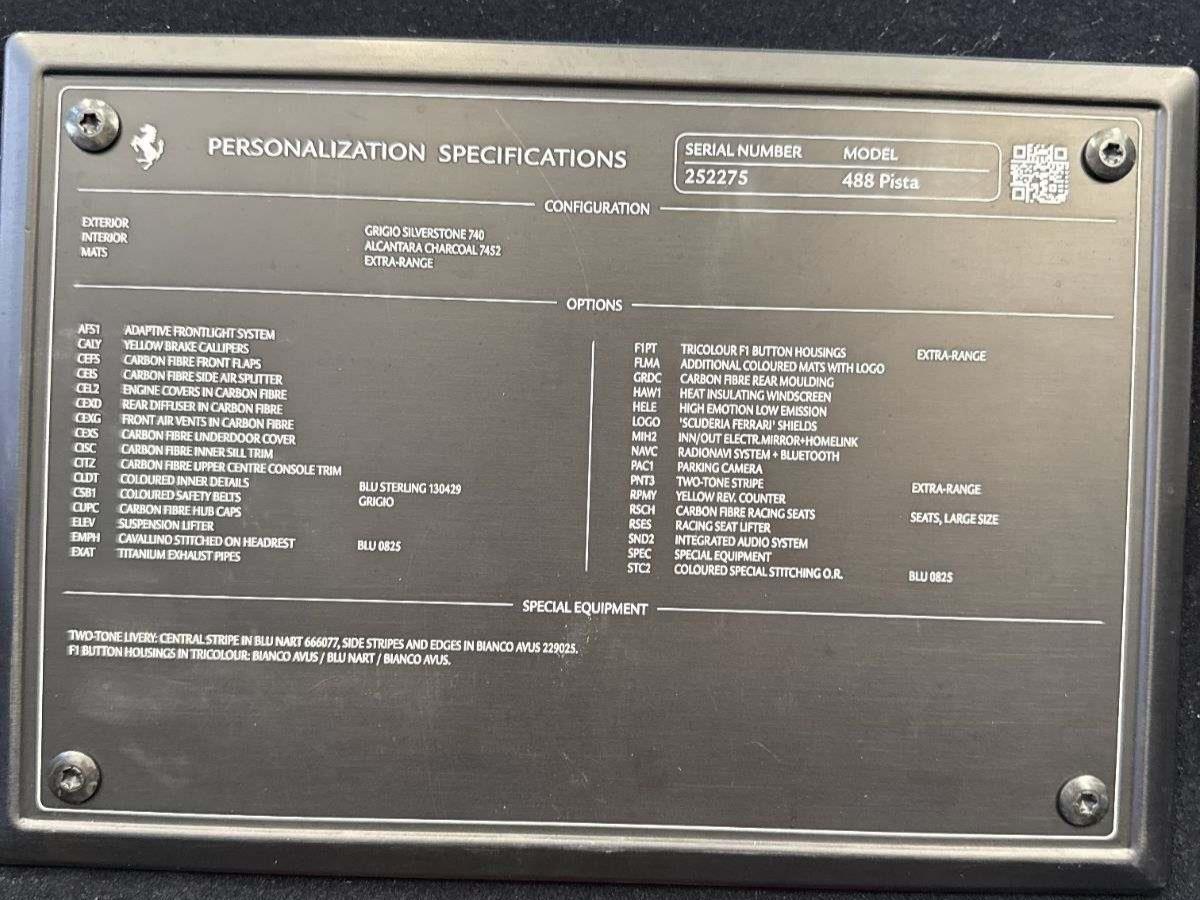 PERSONALIZATION SPECIFICATIONS
SERIAL NUMBER MODEL
252275 488 Pista
CONFIGURATION
EXTERIOR GRIGIO SILVERSTONE 740
INTERIOR ALCANTARA CHARCOAL 7452
MATS EXTRA-RANGE
OPTIONS
AFS1 ADAPTIVE FRONTLIGHT SYSTEM
CALY YELLOW BRAKE CALLIPERS
CEFS CARBON FIBRE FRONT FLAPS
CEIS CARBON FIBRE SIDE AIR SPLITTER
CEL2 ENGINE COVERS IN CARBON FIBRE
CEXD REAR DIFFUSER IN CARBON FIBRE
CEXG FRONT AIR VENTS IN CARBON FIBRE
CEXS CARBON FIBRE UNDERDOOR COVER
CISC CARBON FIBRE INNER SILL TRIM
CITZ CARBON FIBRE UPPER CENTRE CONSOLE TRIM
CLDT COLOURED INNER DETAILS BLU STERLING 130429
CSB1 COLOURED SAFETY BELTS GRIGIO
CUPC CARBON FIBRE HUB CAPS
ELEV SUSPENSION LIFTER
EMPH CAVALLINO STITCHED ON HEADREST BLU 0825
EXAT TITANIUM EXHAUST PIPES
F1PT TRICOLOUR F1 BUTTON HOUSINGS EXTRA-RANGE
FLMA ADDITIONAL COLOURED MATS WITH LOGO
GRDC CARBON FIBRE REAR MOULDING
HAW1 HEAT INSULATING WINDSCREEN
HELE HIGH EMOTION LOW EMISSION
LOGO 'SCUDERIA FERRARI' SHIELDS
MIH2 INN/OUT ELECTR.MIRROR+HOMELINK
NAVC RADIONAVI SYSTEM + BLUETOOTH
PAC1 PARKING CAMERA
PNT3 TWO-TONE STRIPE EXTRA-RANGE
RPMY YELLOW REV. COUNTER
RSCH CARBON FIBRE RACING SEATS SEATS, LARGE SIZE
RSES RACING SEAT LIFTER
SND2 INTEGRATED AUDIO SYSTEM
SPEC SPECIAL EQUIPMENT
STC2 COLOURED SPECIAL STITCHING O.R. BLU 0825
SPECIAL EQUIPMENT
TWO-TONE LIVERY: CENTRAL STRIPE IN BLU NART 666077, SIDE STRIPES AND EDGES IN BIANCO AVUS 229025.
F1 BUTTON HOUSINGS IN TRICOLOUR: BIANCO AVUS / BLU NART / BIANCO AVUS.